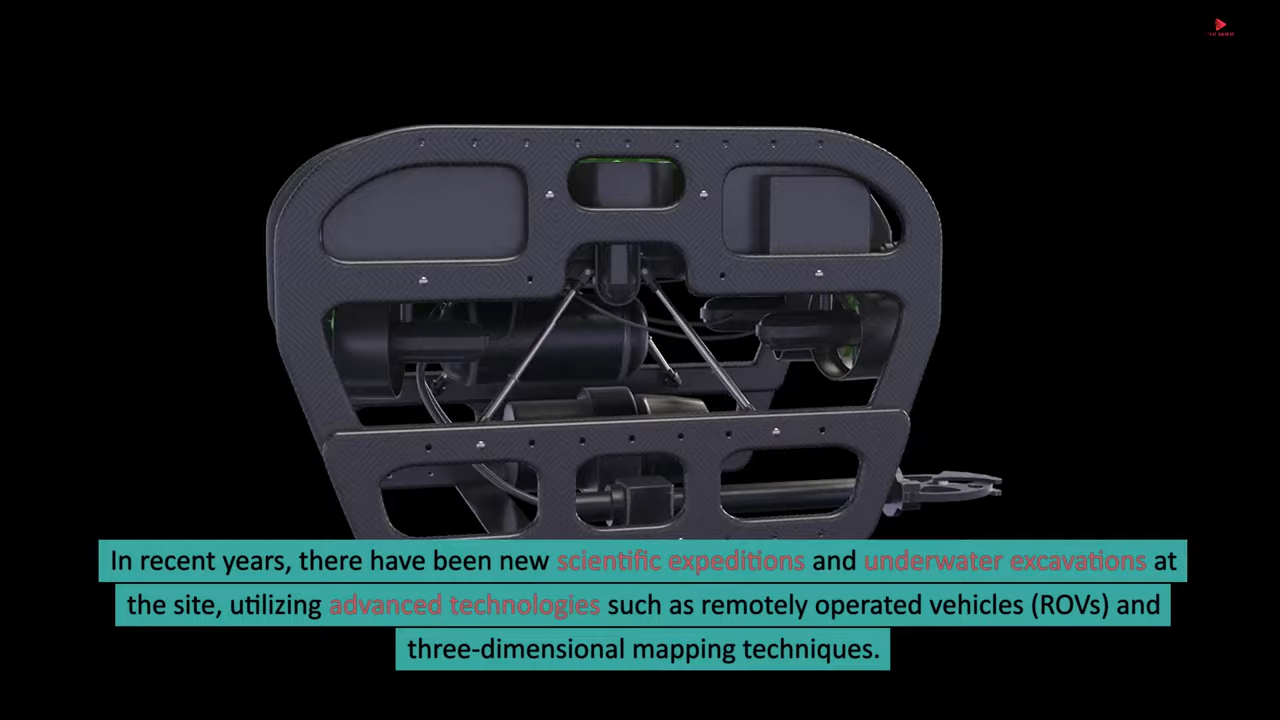 In recent years, there have been new scientific expeditions and underwater excavations at
the site, utilizing advanced technologies such as remotely operated vehicles (ROVs) and
three-dimensional mapping techniques.